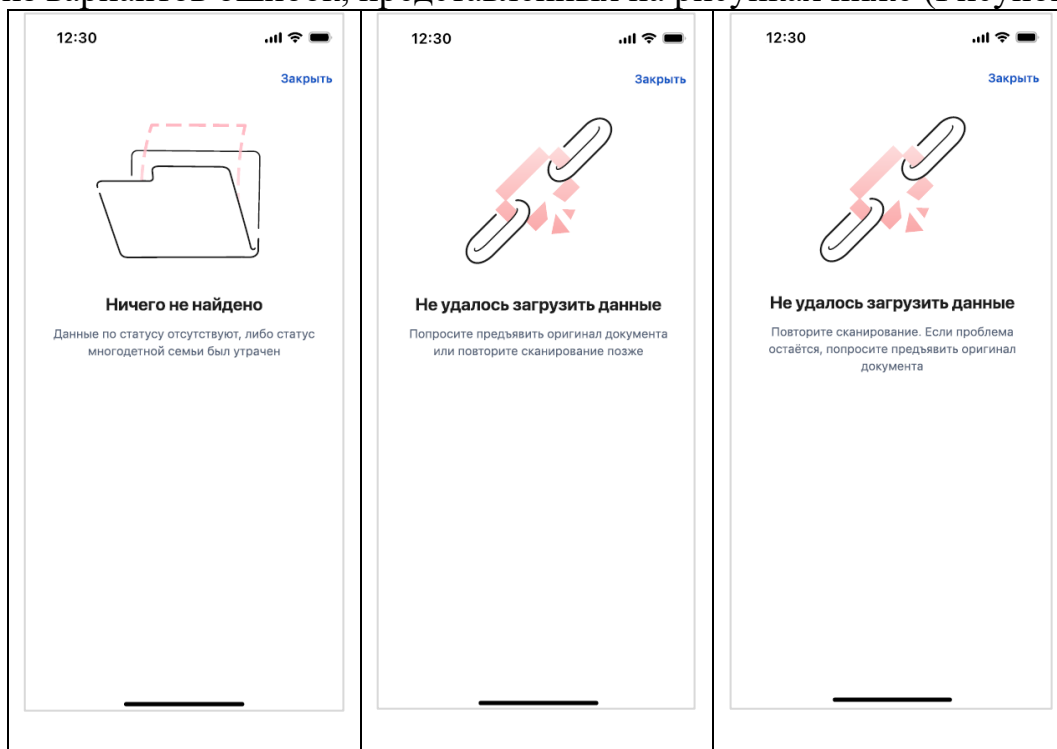 вариантов ошибок, представленных на рисунках ниже
12:30
Закрыть
Ничего не найдено
Данные по статусу отсутствуют, либо статус
многодетной семьи был утрачен
12:30
Закрыть
Не удалось загрузить данные
Попросите предъявить оригинал документа
или повторите сканирование позже
12:30
Закрыть
Не удалось загрузить данные
Повторите сканирование. Если проблема
остаётся, попросите предъявить оригинал
документа